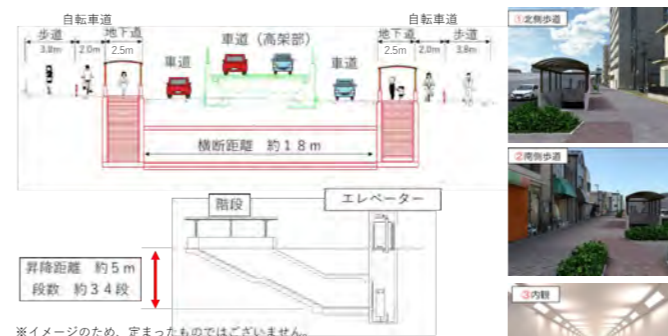 自転車道
自転車道
歩道
地下道
車道（高架部）
地下道
歩道
3.8m
2.0m
2.5m
2.5m
2.0m
3.8m
車道
車道
横断距離 約18m
階段
エレベーター
昇降距離 約5m
段数 約34段
※イメージのため、定まったものではございません。
①北側歩道
②南側歩道
③内観